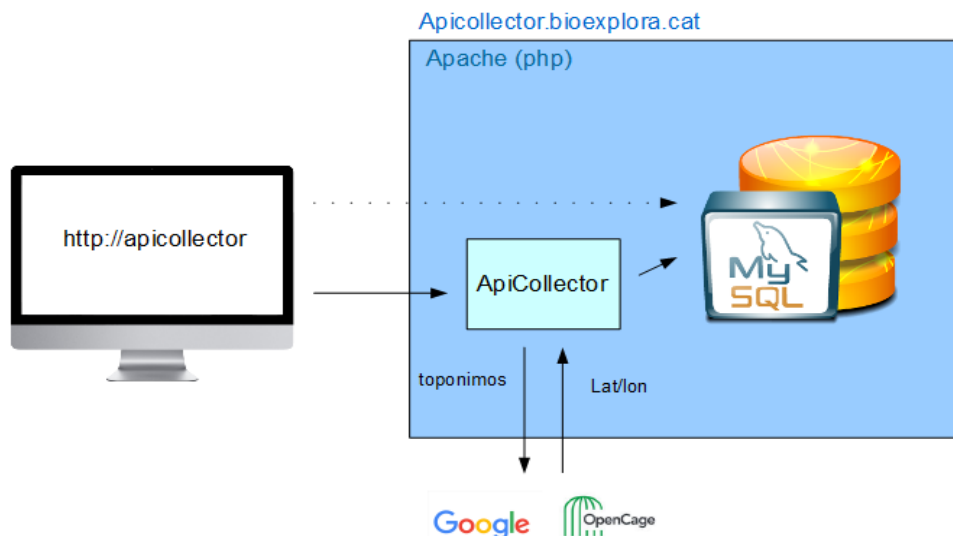 Apicollector.bioexplora.cat
Apache (php)
http://apicollector
ApiCollector
My
SQL
toponimos
Lat/lon
Google
OpenCage